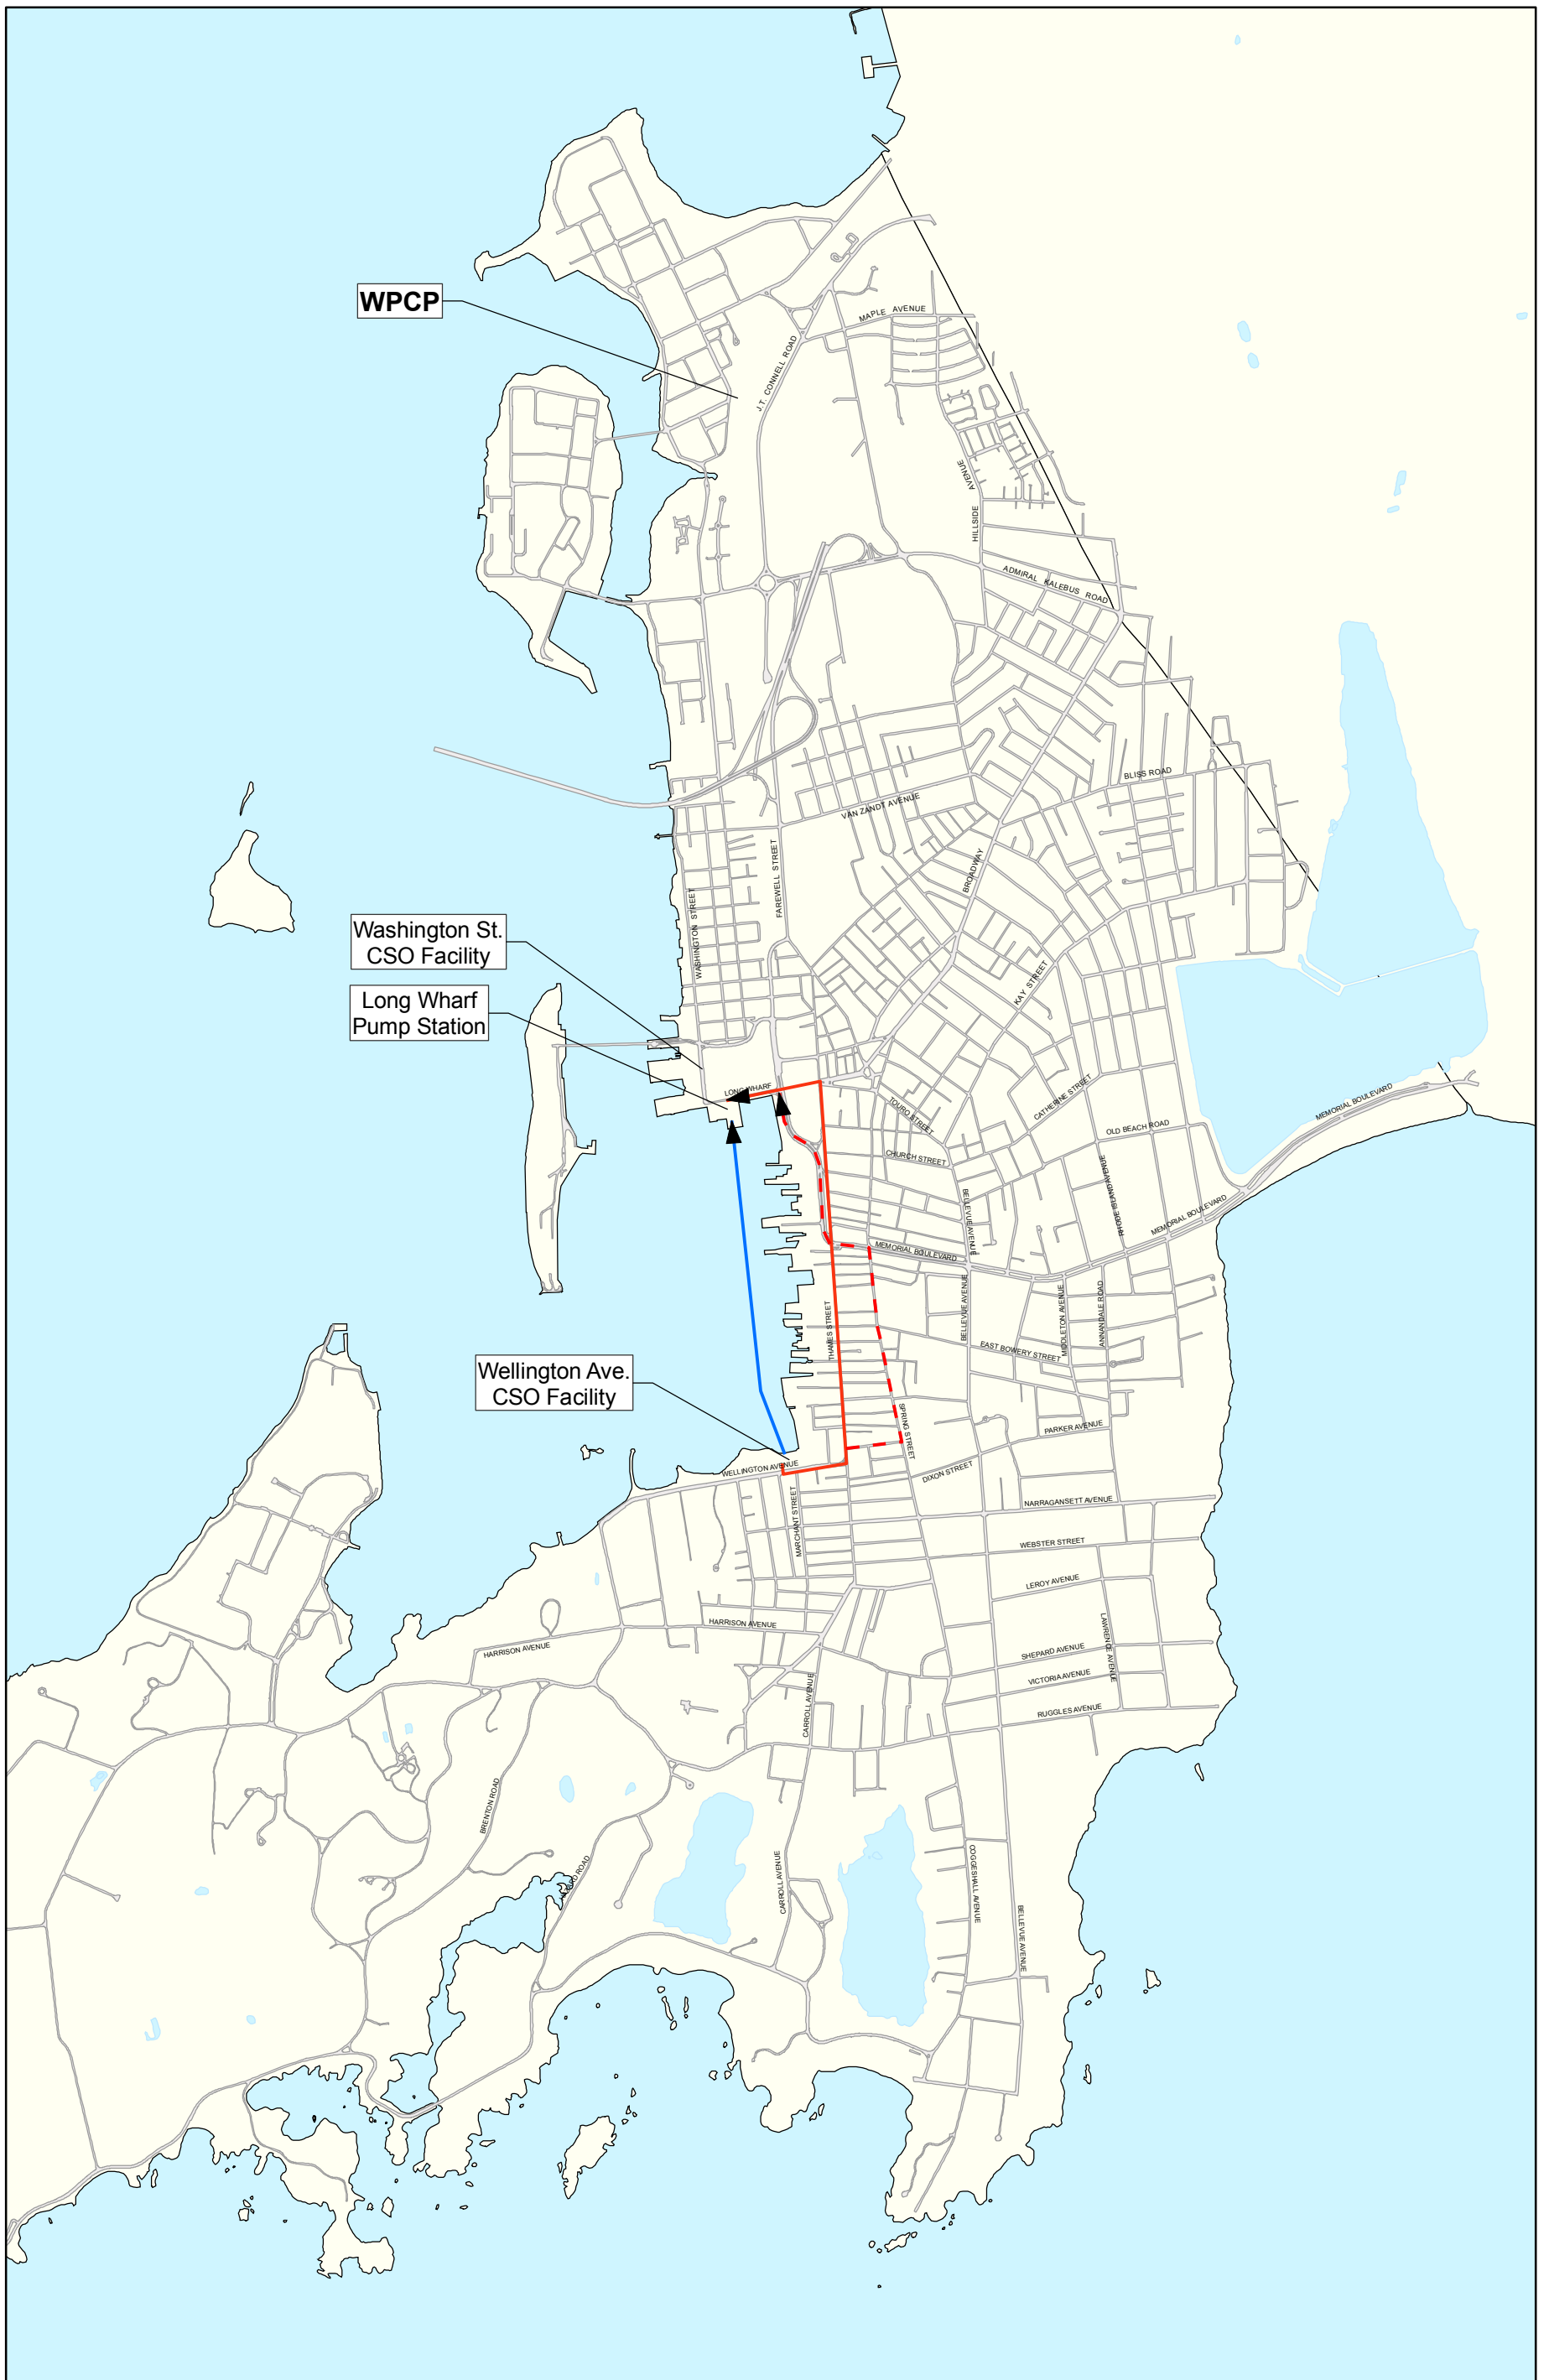 WPCP
MAPLE AVENUE
J.T. CONNELL ROAD
HILLSIDE
AVENUE
ADMIRAL KALEBUS ROAD
BLISS ROAD
VAN ZANDT AVENUE
BROADWAY
FAREWELL STREET
WASHINGTON STREET
Washington St.
CSO Facility
KAY STREET
Long Wharf
Pump Station
LONG WHARF
TOURO STREET
CATHERINE STREET
MEMORIAL BOULEVARD
OLD BEACH ROAD
CHURCH STREET
RHODE ISLAND AVENUE
BELLEVUE AVENUE
MEMORIAL BOULEVARD
MEMORIAL BOULEVARD
THAMES STREET
BELLEVUE AVENUE
MIDDLETON AVENUE
ANNANDALE ROAD
EAST BOWERY STREET
Wellington Ave.
CSO Facility
SPRING STREET
PARKER AVENUE
WELLINGTON AVENUE
DIXON STREET
MARCHANT STREET
NARRAGANSETT AVENUE
WEBSTER STREET
LEROY AVENUE
HARRISON AVENUE
LAWRENCE AVENUE
HARRISON AVENUE
SHEPARD AVENUE
VICTORIA AVENUE
CARROLL AVENUE
RUGGLES AVENUE
BRENTON ROAD
ROAD
CARROLL AVENUE
COGGESHALL AVENUE
BELLEVUE AVENUE